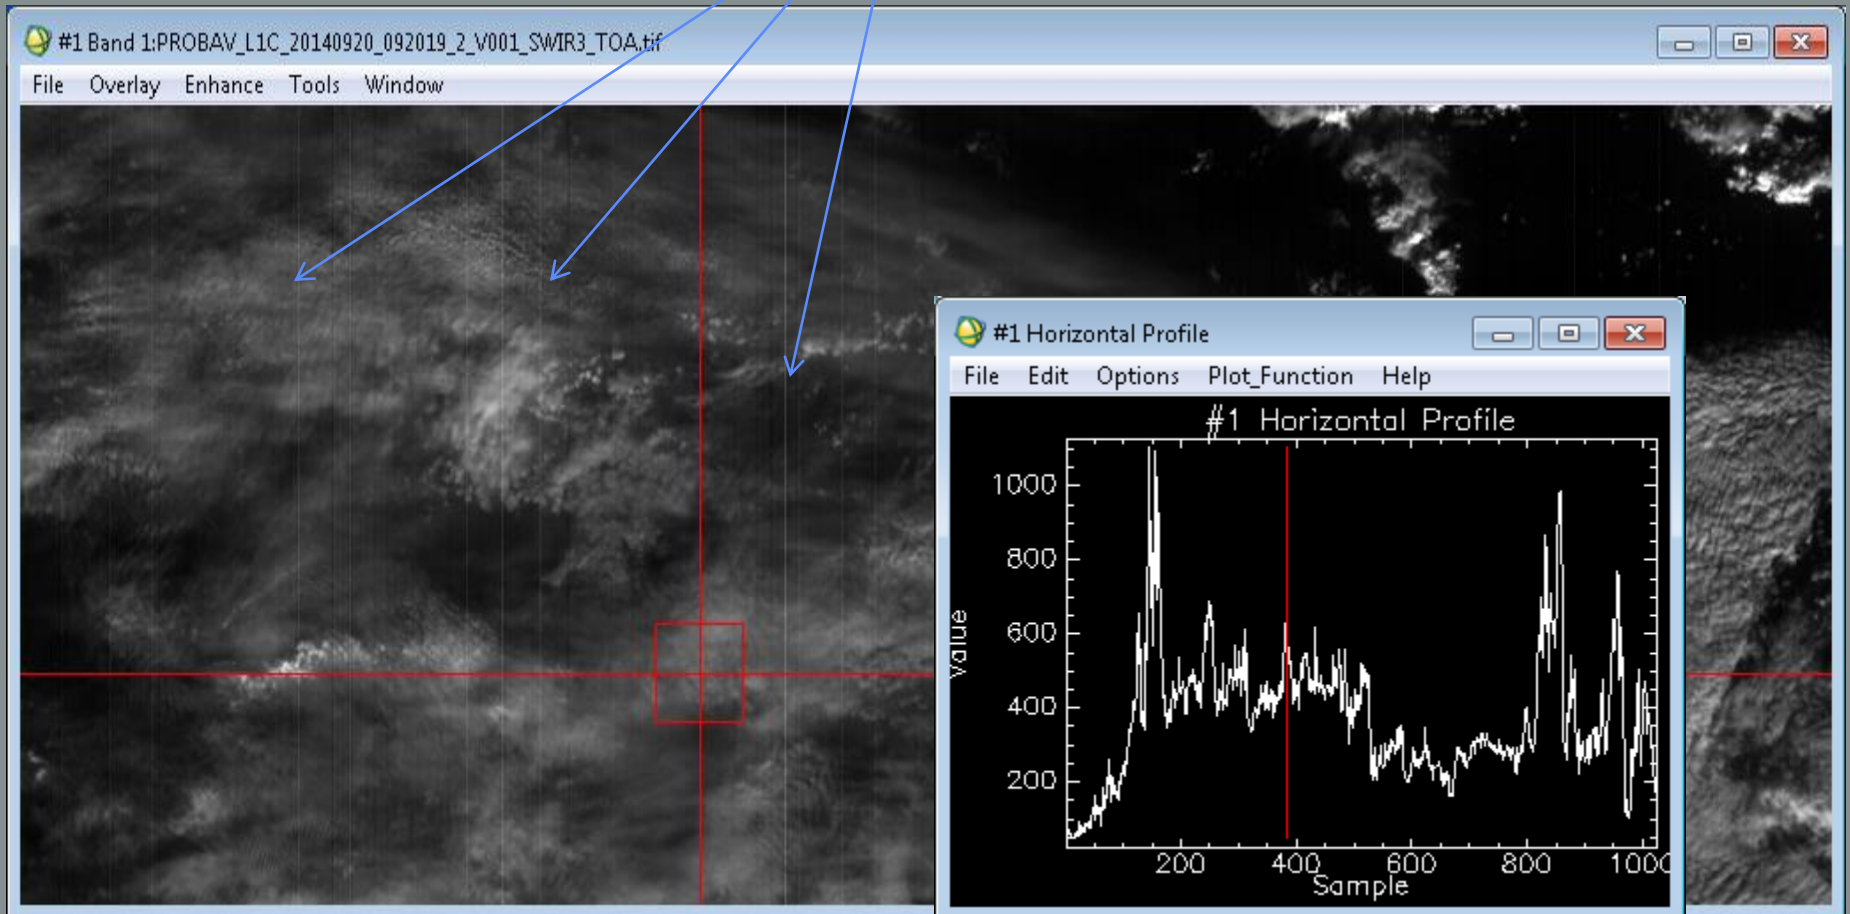 #1 Band 1:PROBAV_L1C_20140920_092019_2_V001_SWIR3_TOA.tif
File Overlay Enhance Tools Window
#1 Horizontal Profile
File Edit Options Plot_Function Help
#1 Horizontal Profile
1000
800
600
400
200
Value
200 400 600 800 1000
Sample